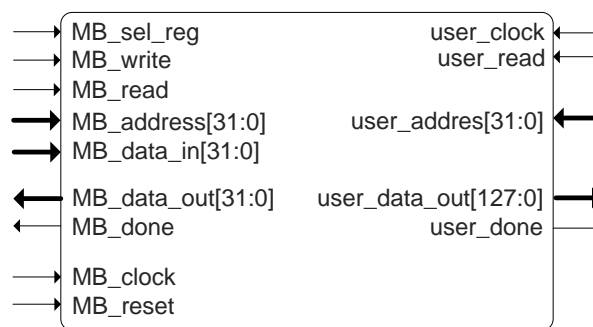 MB_sel_reg
user_clock
MB_write
user_read
MB_read
MB_address[31:0]
user_addres[31:0]
MB_data_in[31:0]
MB_data_out[31:0]
user_data_out[127:0]
MB_done
user_done
MB_clock
MB_reset